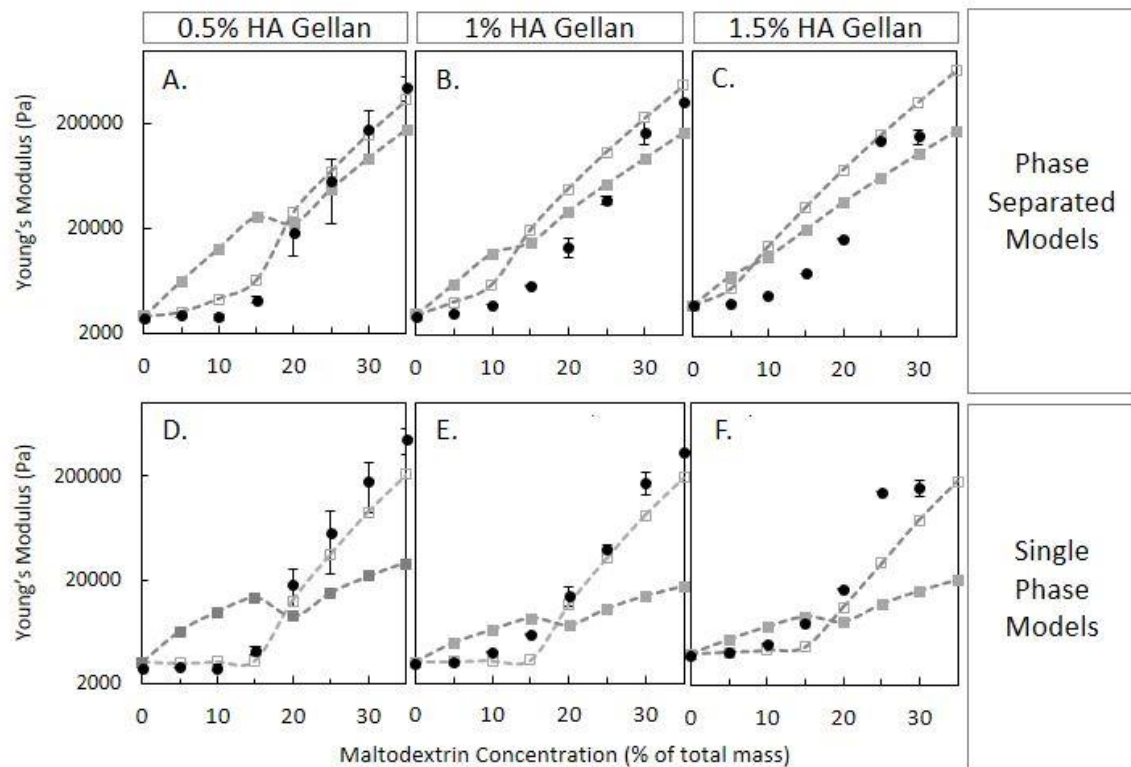 0.5% HA Gellan
1% HA Gellan
1.5% HA Gellan
Young's Modulus (Pa)
200000
20000
2000
A.
B.
C.
0 10 20 30
0 10 20 30
0 10 20 30
Phase
Separated
Models
Young's Modulus (Pa)
200000
20000
2000
D.
E.
F.
0 10 20 30
0 10 20 30
0 10 20 30
Single
Phase
Models
Maltodextrin Concentration (% of total mass)